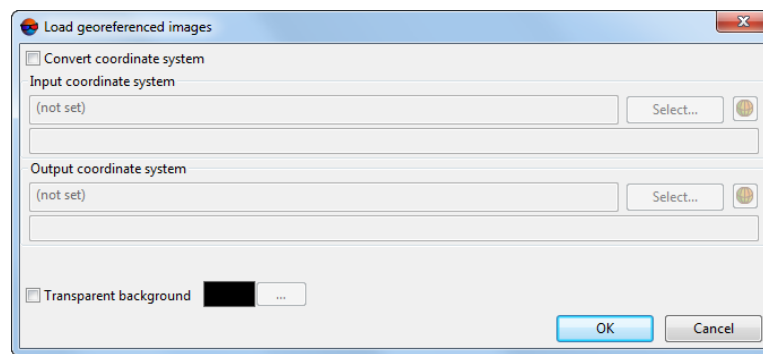 Load georeferenced images
Convert coordinate system
Input coordinate system
(not set)
Select...
Output coordinate system
(not set)
Select...
Transparent background
...
OK
Cancel